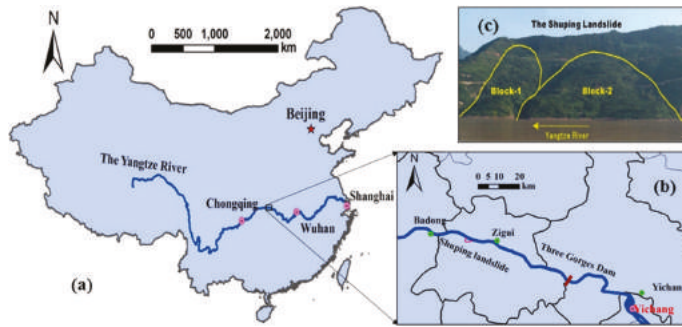 N
0 500 1,000 2,000
km
Beijing
The Yangtze River
Chongqing
Shanghai
Wuhan
(a)
(c)
The Shuping Landslide
Block-1
Block-2
Yangtze River
N
0 5 10 20
km
(b)
Badong
Zigui
Shuping landslide
Three Gorges Dam
Yichan
Yichang